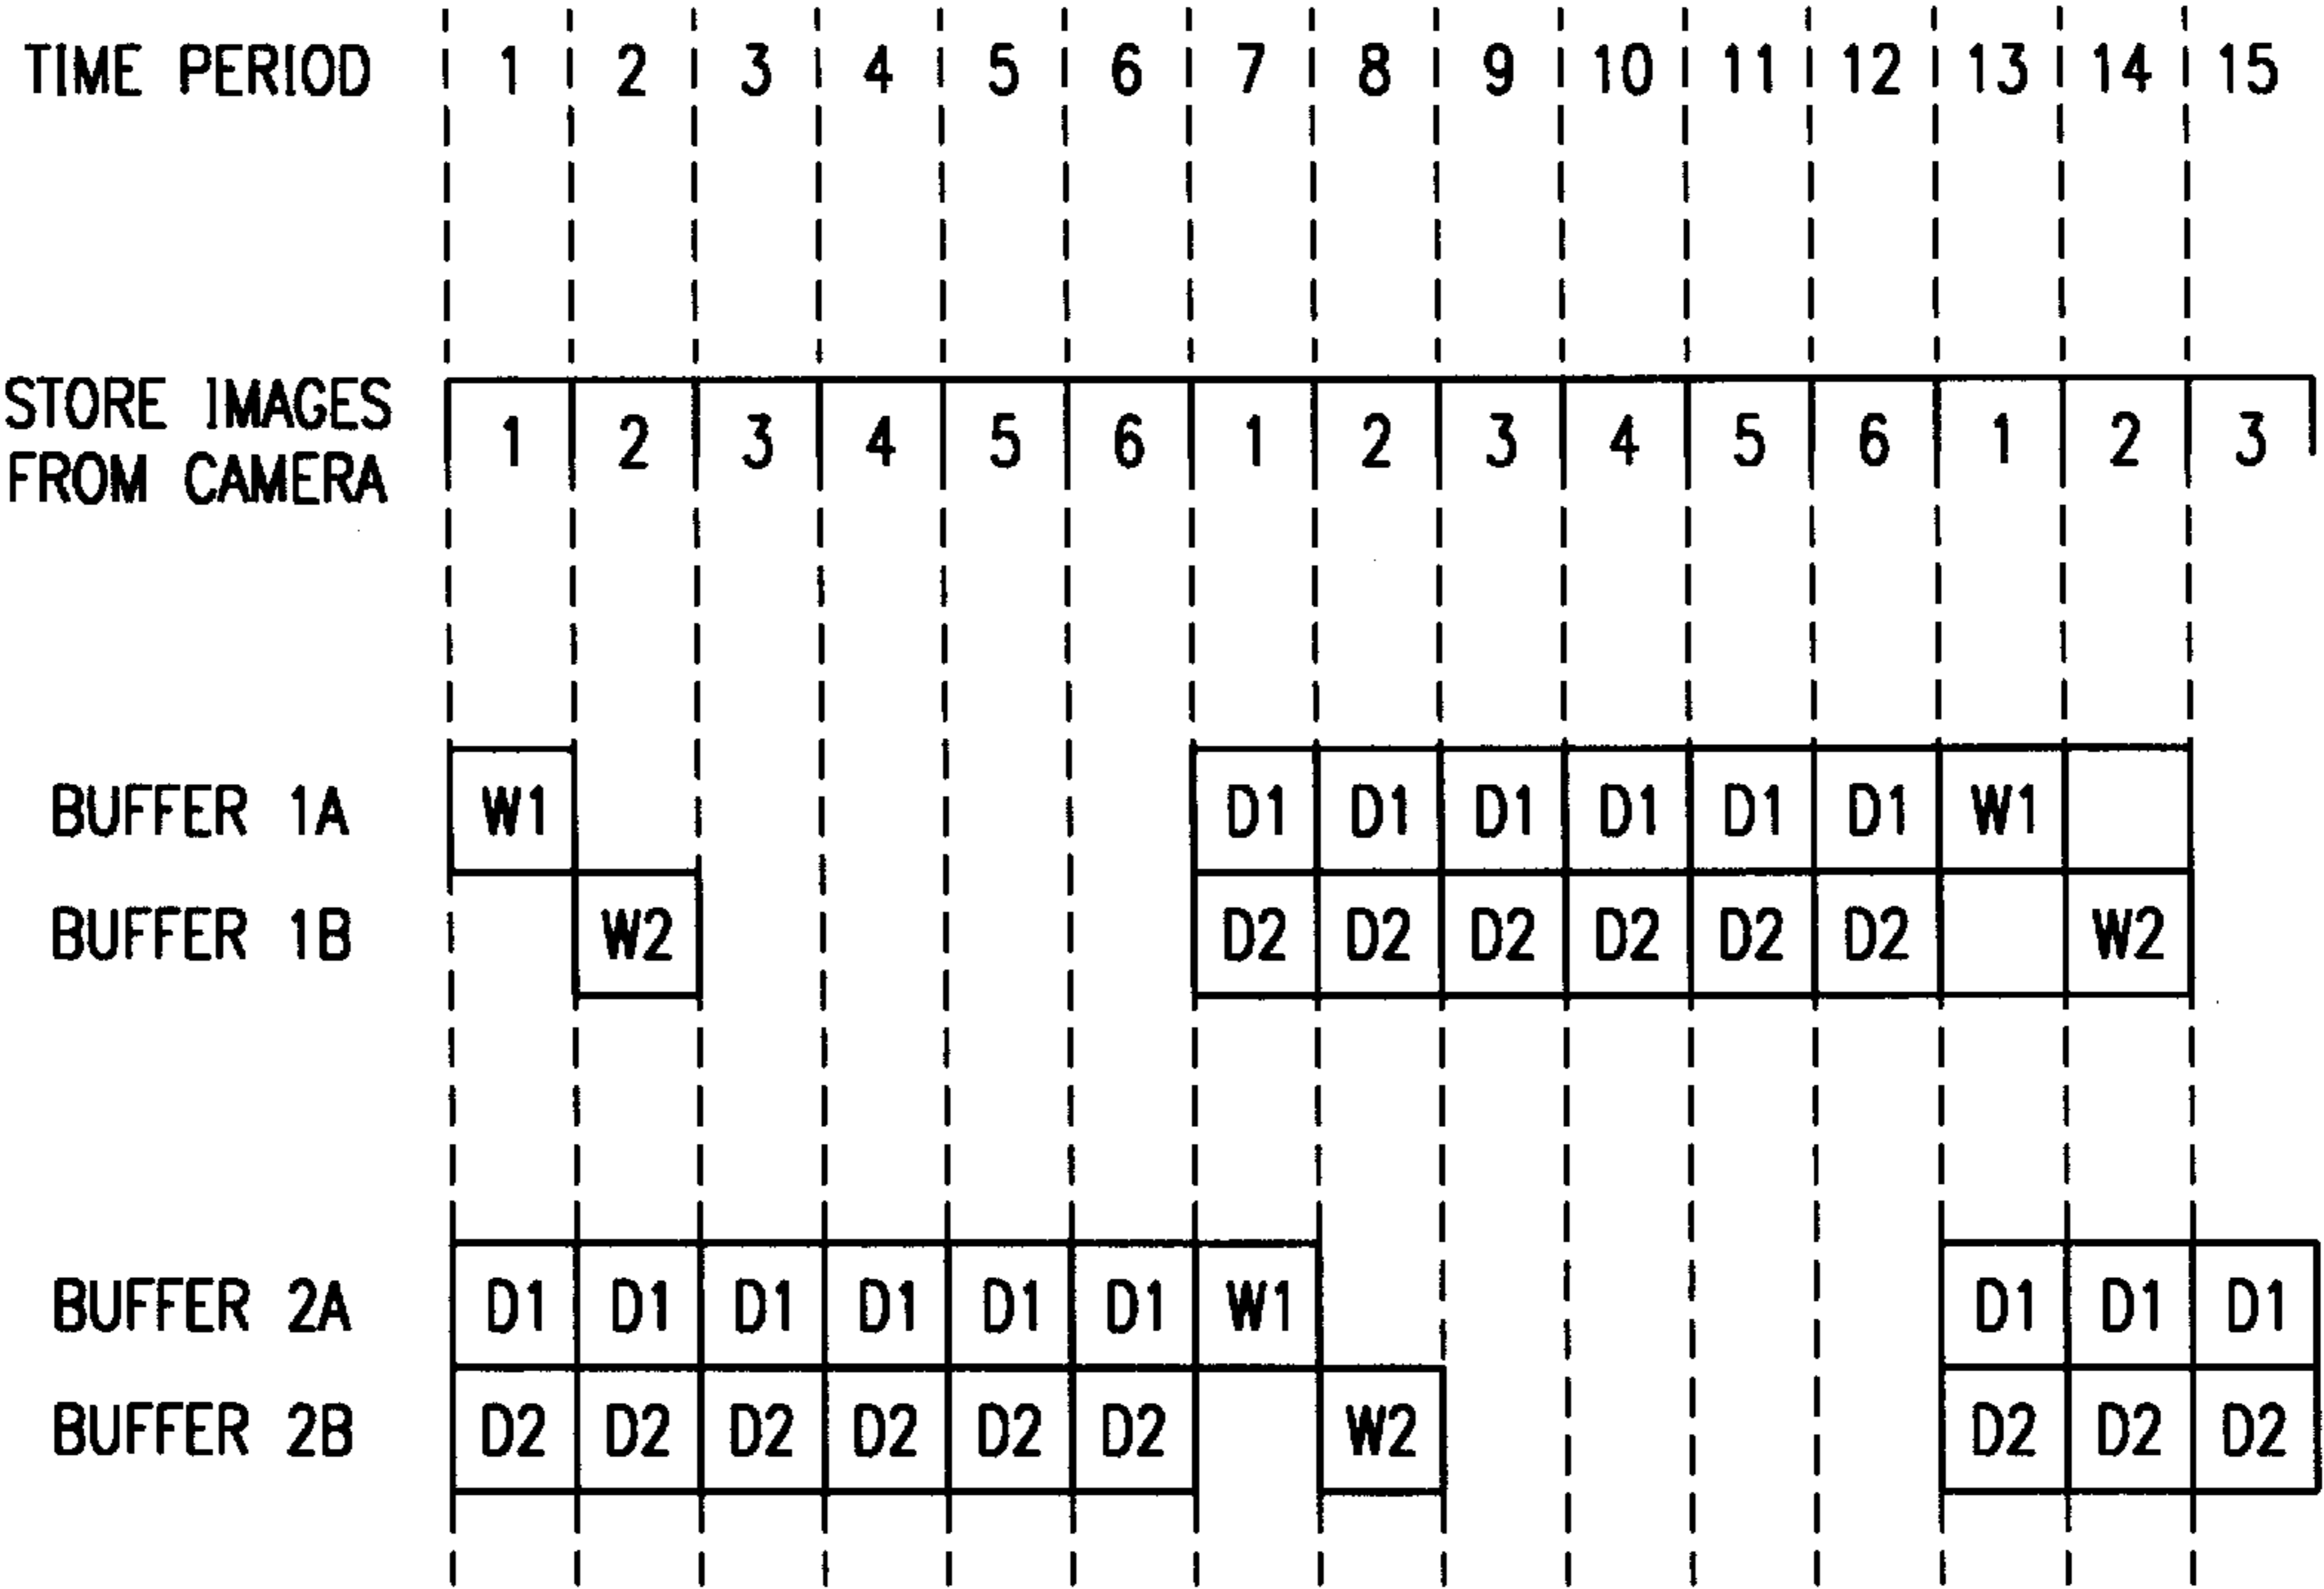 TIME PERIOD 1 2 3 4 5 6 7 8 9 10 11 12 13 14 15
STORE IMAGES
FROM CAMERA 1 2 3 4 5 6 1 2 3 4 5 6 1 2 3
BUFFER 1A W1 D1 D1 D1 D1 D1 D1 W1
BUFFER 1B W2 D2 D2 D2 D2 D2 D2 W2
BUFFER 2A D1 D1 D1 D1 D1 D1 W1 D1 D1 D1
BUFFER 2B D2 D2 D2 D2 D2 D2 W2 D2 D2 D2